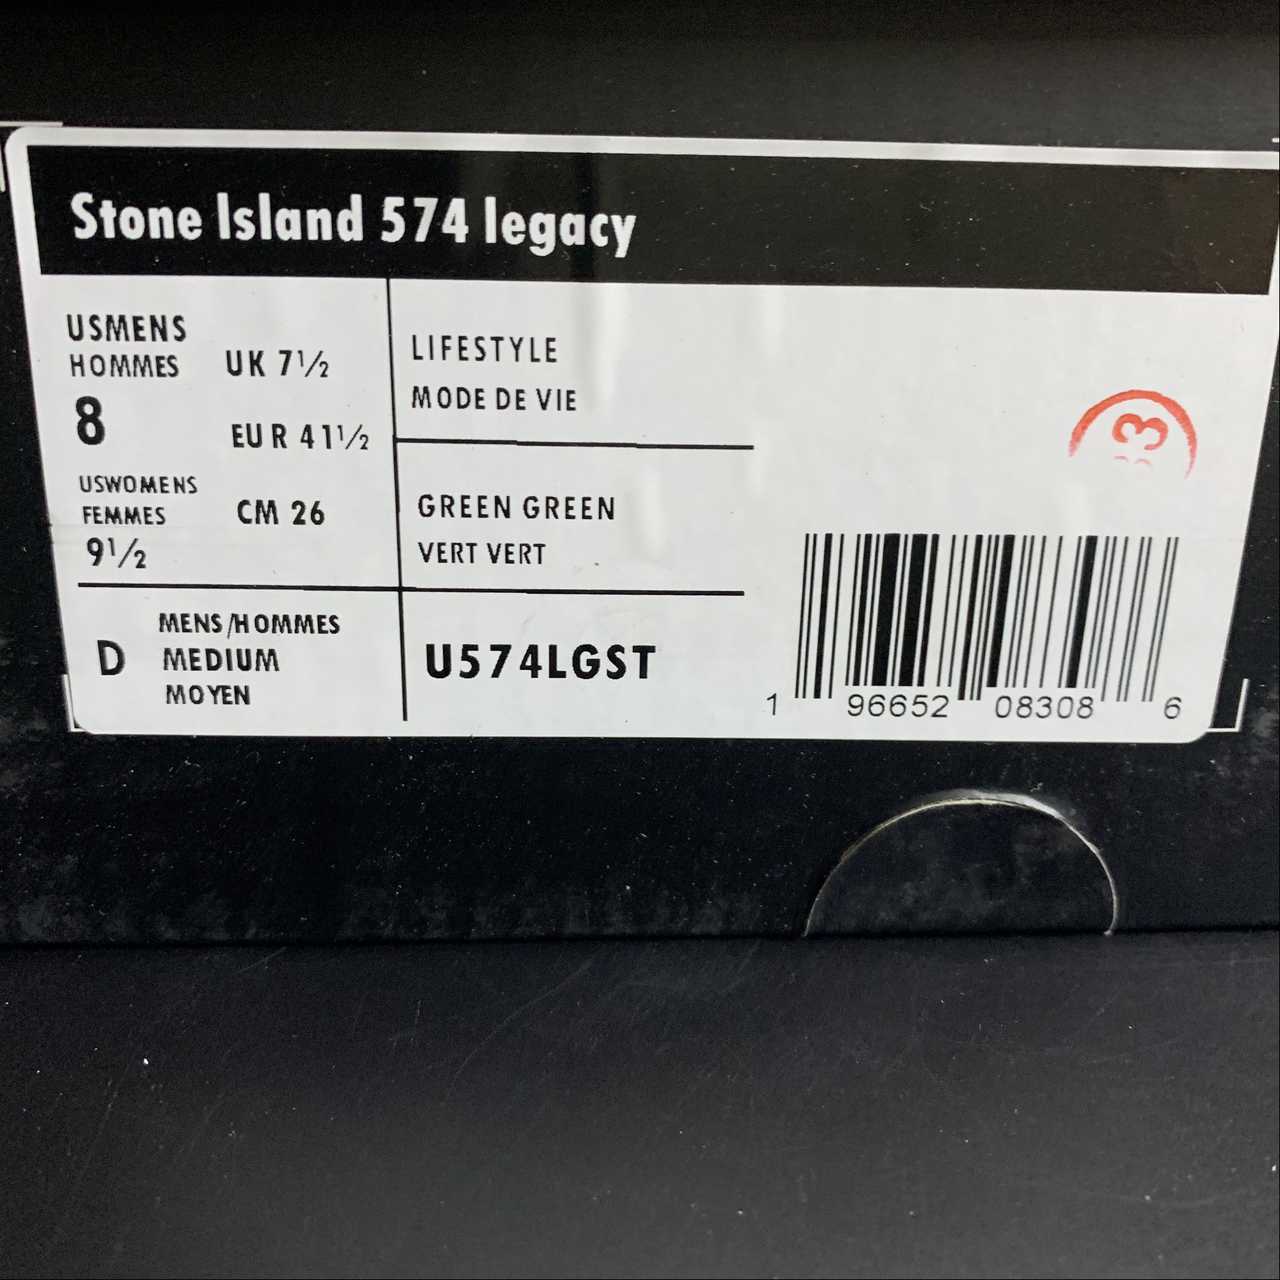 Stone Island 574 legacy
USMENS
HOMMES
8
UK 7½
EUR 41½
USWOMENS
FEMMES
9½
CM 26
LIFESTYLE
MODE DE VIE
GREEN GREEN
VERT VERT
D
MENS/HOMMES
MEDIUM
MOYEN
U574LGST
1 96652 08308 6